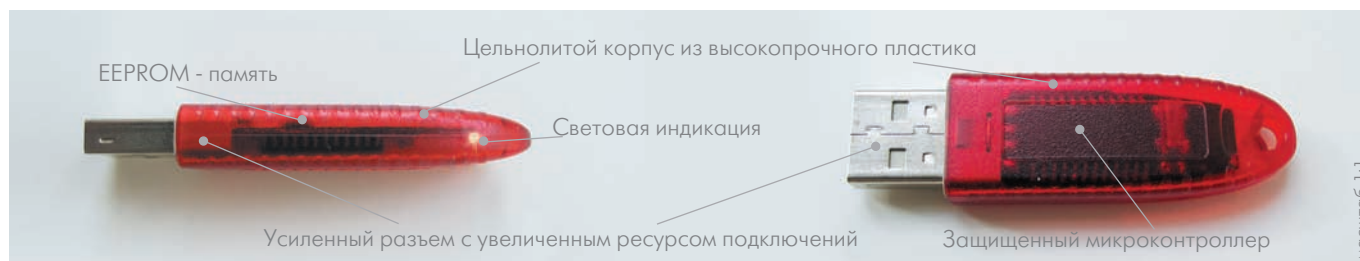 Цельнолитой корпус из высокопрочного пластика
EEPROM - память
Световая индикация
Усиленный разъем с увеличенным ресурсом подключений
Защищенный микроконтроллер